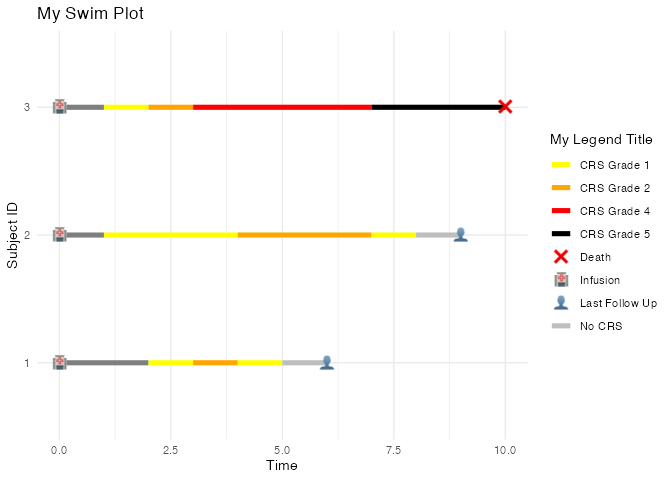 My Swim Plot
Subject ID
3
2
1
0.0 2.5 5.0 7.5 10.0
Time
My Legend Title
CRS Grade 1
CRS Grade 2
CRS Grade 4
CRS Grade 5
Death
Infusion
Last Follow Up
No CRS